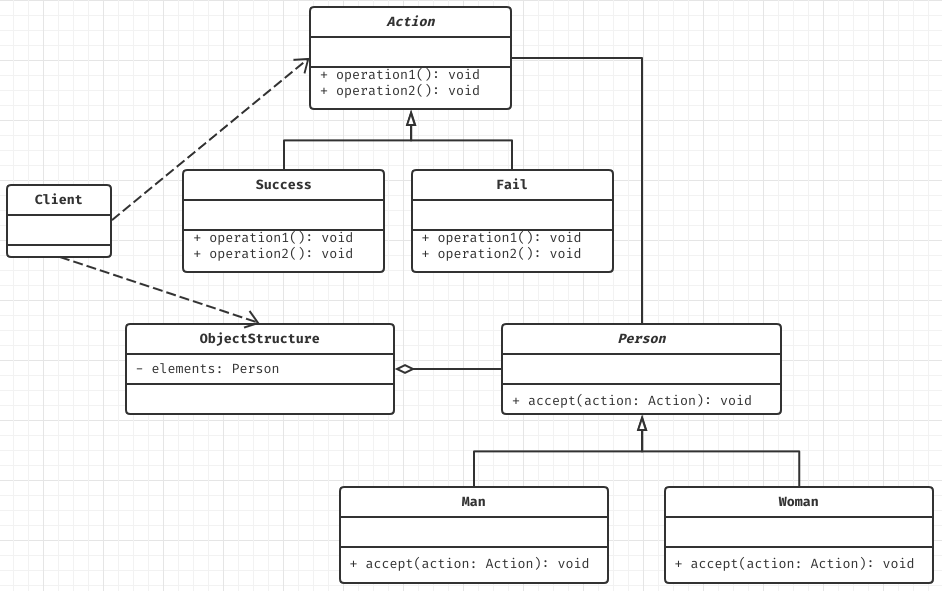 Action
+ operation1(): void
+ operation2(): void
Success
+ operation1(): void
+ operation2(): void
Fail
+ operation1(): void
+ operation2(): void
Client
ObjectStructure
- elements: Person
Person
+ accept(action: Action): void
Man
+ accept(action: Action): void
Woman
+ accept(action: Action): void